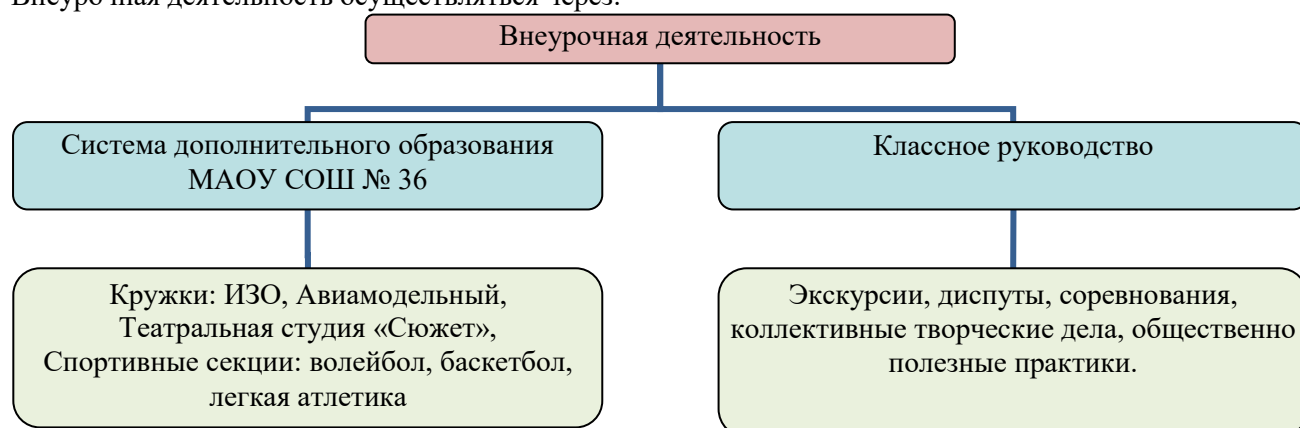 Внеурочная деятельность осуществляться через:
Внеурочная деятельность
Система дополнительного образования
МАОУ СОШ № 36
Классное руководство
Кружки: ИЗО, Авиамодельный,
Театральная студия «Сюжет»,
Спортивные секции: волейбол, баскетбол,
легкая атлетика
Экскурсии, диспуты, соревнования,
коллективные творческие дела, общественно
полезные практики.